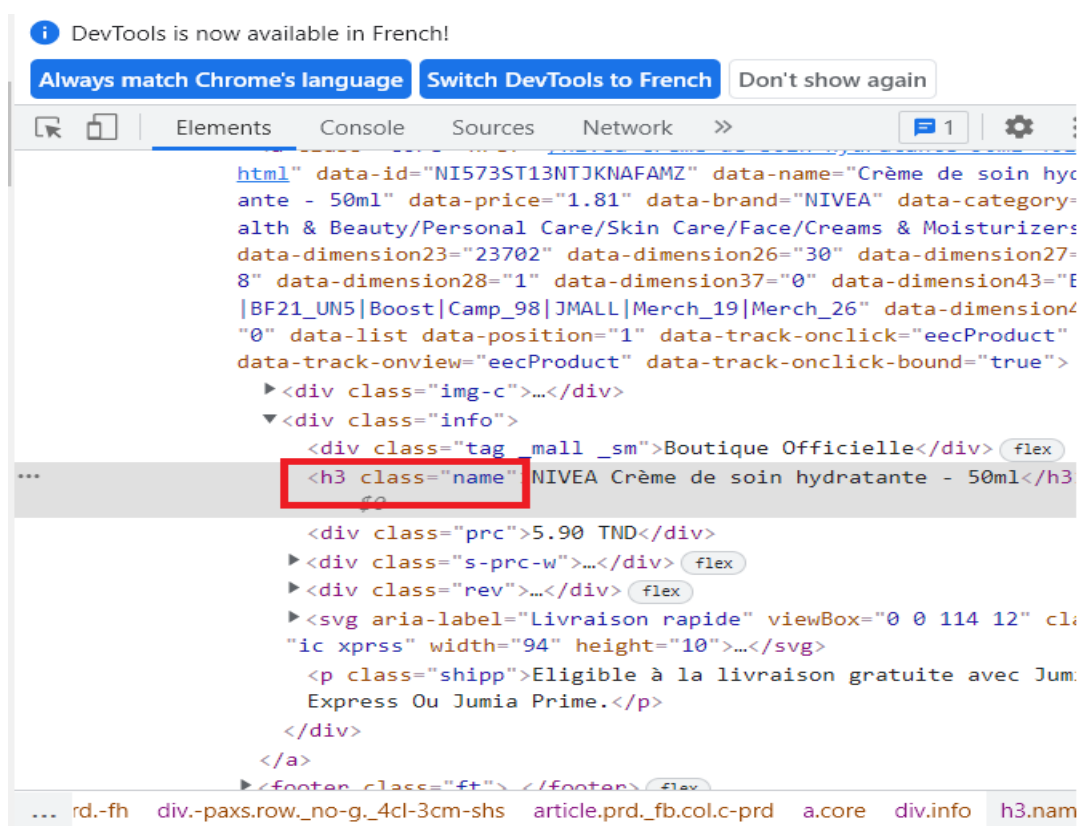 DevTools is now available in French!
Always match Chrome's language Switch DevTools to French Don't show again
Elements Console Sources Network » 1
html" data-id="NI573ST13NTJKNAFAMZ" data-name="Crème de soin hyd
ante - 50ml" data-price="1.81" data-brand="NIVEA" data-category=
alth & Beauty/Personal Care/Skin Care/Face/Creams & Moisturizers
data-dimension23="23702" data-dimension26="30" data-dimension27=
8" data-dimension28="1" data-dimension37="0" data-dimension43="
|BF21_UN5|Boost|Camp_98|JMALL|Merch_19|Merch_26" data-dimension4
"0" data-list data-position="1" data-track-onclick="eecProduct"
data-track-onview="eecProduct" data-track-onclick-bound="true">
<div class="img-c">…</div>
<div class="info">
<div class="tag _mall _sm">Boutique Officielle</div> flex
<h3 class="name" NIVEA Crème de soin hydratante - 50ml</h3
<div class="prc">5.90 TND</div>
<div class="s-prc-w">…</div> flex
<div class="rev">…</div> flex
<svg aria-label="Livraison rapide" viewBox="0 0 114 12" cla
"ic xprss" width="94" height="10">…</svg>
<p class="shipp">Eligible à la livraison gratuite avec Jum
Express Ou Jumia Prime.</p>
</div>
</a>
<footer class="ft"> </footer> flex
... rd.-fh div.-paxs.row._no-g._4cl-3cm-shs article.prd._fb.col.c-prd a.core div.info h3.nam